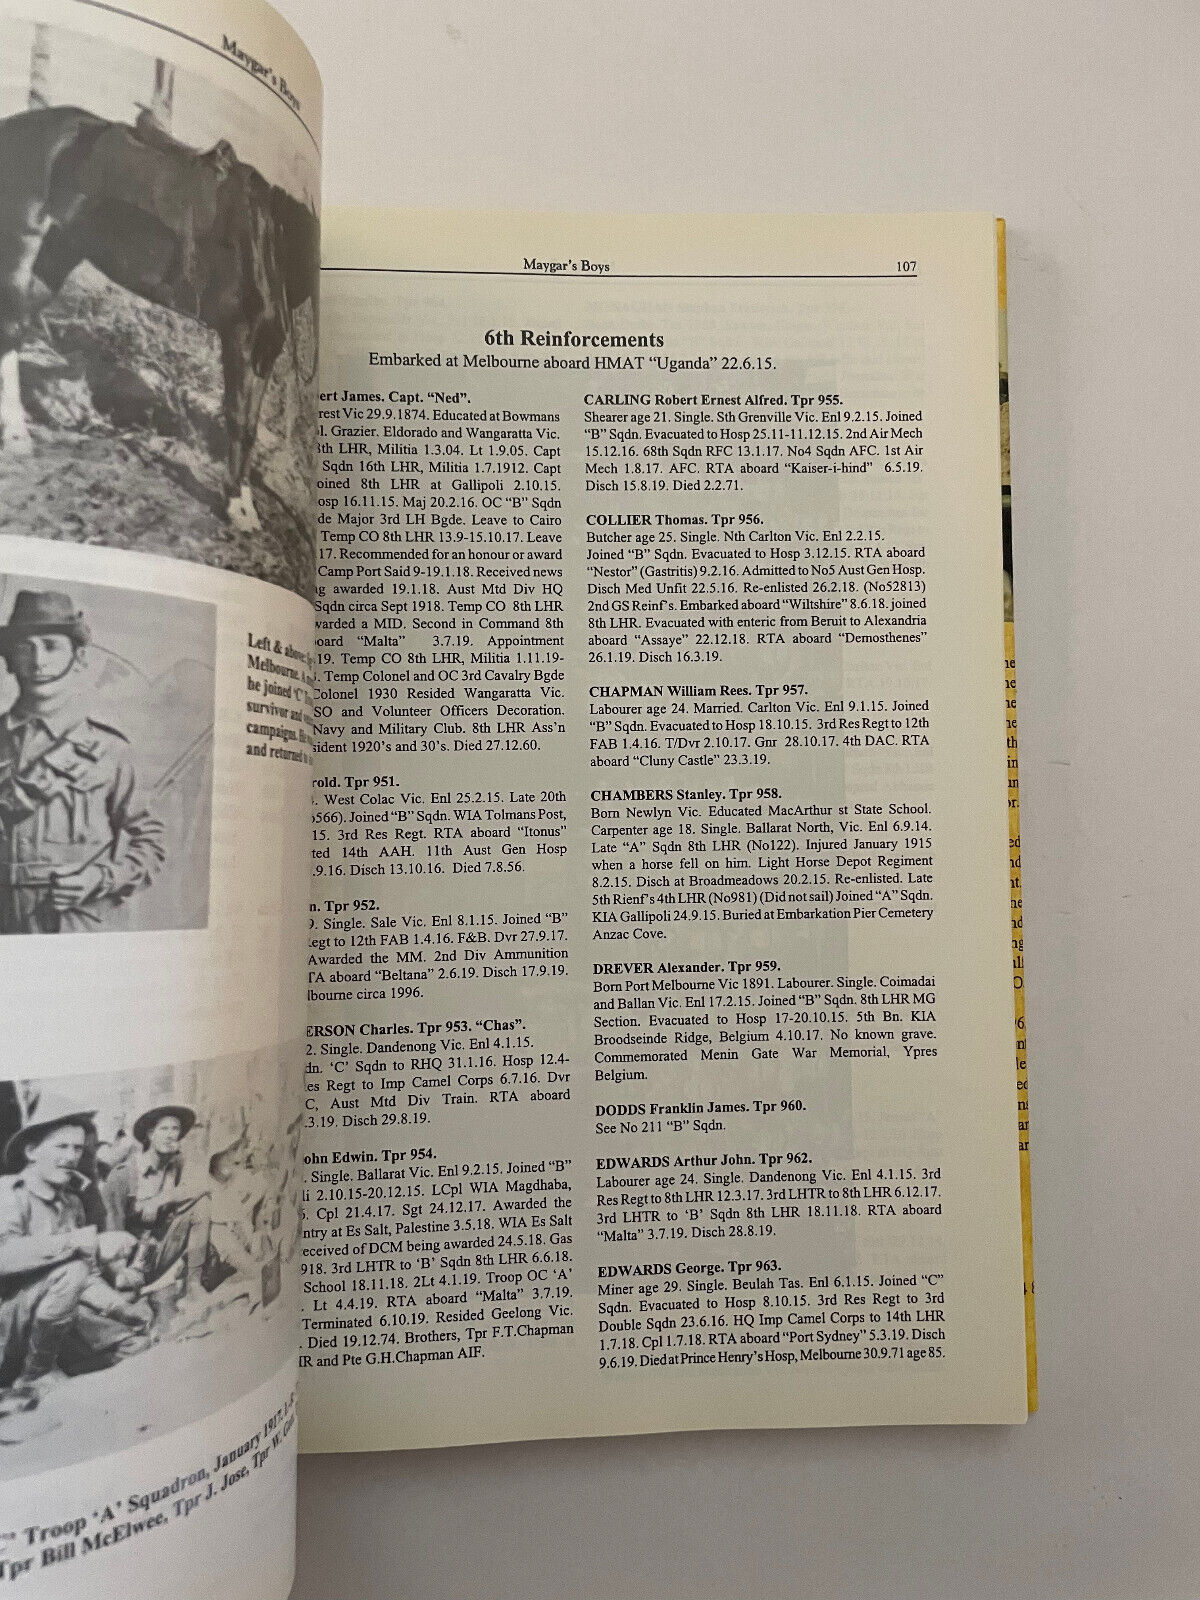 Maygar's Boys
Left & above:
Melbourne.
he joined 'C'
survivor and
campaigns.
and returned
Troop 'A' Squadron, January 1917.
Tpr Bill McElwee, Tpr J. Jose, Tpr W.
Maygar's Boys 107
6th Reinforcements
Embarked at Melbourne aboard HMAT “Uganda” 22.6.15.
James. Capt. “Ned”.
Vic 29.9.1874. Educated at Bowmans
Grazier. Eldorado and Wangaratta Vic.
LHR, Militia 1.3.04. Lt 1.9.05. Capt
Sqdn 16th LHR, Militia 1.7.1912. Capt
8th LHR at Gallipoli 2.10.15.
16.11.15. Maj 20.2.16. OC “B” Sqdn
Major 3rd LH Bgde. Leave to Cairo
Temp CO 8th LHR 13.9-15.10.17. Leave
Recommended for an honour or award
Camp Port Said 9-19.1.18. Received news
awarded 19.1.18. Aust Mtd Div HQ
Sqdn circa Sept 1918. Temp CO 8th LHR
a MID. Second in Command 8th
“Malta” 3.7.19. Appointment
Temp CO 8th LHR, Militia 1.11.19-
Temp Colonel and OC 3rd Cavalry Bgde
Colonel 1930 Resided Wangaratta Vic.
and Volunteer Officers Decoration.
Navy and Military Club. 8th LHR Ass'n
1920's and 30's. Died 27.12.60.
Tpr 951.
West Colac Vic. Enl 25.2.15. Late 20th
Joined “B” Sqdn. WIA Tolmans Post,
3rd Res Regt. RTA aboard “Itonus”
14th AAH. 11th Aust Gen Hosp
Disch 13.10.16. Died 7.8.56.
Tpr 952.
Single. Sale Vic. Enl 8.1.15. Joined “B”
to 12th FAB 1.4.16. F&B. Dvr 27.9.17.
Awarded the MM. 2nd Div Ammunition
aboard “Beltana” 2.6.19. Disch 17.9.19.
circa 1996.
Charles. Tpr 953. “Chas”.
Single. Dandenong Vic. Enl 4.1.15.
'C' Sqdn to RHQ 31.1.16. Hosp 12.4-
Regt to Imp Camel Corps 6.7.16. Dvr
Aust Mtd Div Train. RTA aboard
Disch 29.8.19.
Edwin. Tpr 954.
Single. Ballarat Vic. Enl 9.2.15. Joined “B”
2.10.15-20.12.15. LCpl WIA Magdhaba,
Cpl 21.4.17. Sgt 24.12.17. Awarded the
at Es Salt, Palestine 3.5.18. WIA Es Salt
of DCM being awarded 24.5.18. Gas
3rd LHTR to 'B' Sqdn 8th LHR 6.6.18.
School 18.11.18. 2Lt 4.1.19. Troop OC 'A'
Lt 4.4.19. RTA aboard “Malta” 3.7.19.
Terminated 6.10.19. Resided Geelong Vic.
Died 19.12.74. Brothers, Tpr F.T.Chapman
and Pte G.H.Chapman AIF.
CARLING Robert Ernest Alfred. Tpr 955.
Shearer age 21. Single. Sth Grenville Vic. Enl 9.2.15. Joined
“B” Sqdn. Evacuated to Hosp 25.11-11.12.15. 2nd Air Mech
15.12.16. 68th Sqdn RFC 13.1.17. No4 Sqdn AFC. 1st Air
Mech 1.8.17. AFC. RTA aboard “Kaiser-i-hind” 6.5.19.
Disch 15.8.19. Died 2.2.71.
COLLIER Thomas. Tpr 956.
Butcher age 25. Single. Nth Carlton Vic. Enl 2.2.15.
Joined “B” Sqdn. Evacuated to Hosp 3.12.15. RTA aboard
“Nestor” (Gastritis) 9.2.16. Admitted to No5 Aust Gen Hosp.
Disch Med Unfit 22.5.16. Re-enlisted 26.2.18. (No52813)
2nd GS Reinf's. Embarked aboard “Wiltshire” 8.6.18. joined
8th LHR. Evacuated with enteric from Beruit to Alexandria
aboard “Assaye” 22.12.18. RTA aboard “Demosthenes”
26.1.19. Disch 16.3.19.
CHAPMAN William Rees. Tpr 957.
Labourer age 24. Married. Carlton Vic. Enl 9.1.15. Joined
“B” Sqdn. Evacuated to Hosp 18.10.15. 3rd Res Regt to 12th
FAB 1.4.16. T/Dvr 2.10.17. Gnr 28.10.17. 4th DAC. RTA
aboard “Cluny Castle” 23.3.19.
CHAMBERS Stanley. Tpr 958.
Born Newlyn Vic. Educated MacArthur st State School.
Carpenter age 18. Single. Ballarat North, Vic. Enl 6.9.14.
Late “A” Sqdn 8th LHR (No122). Injured January 1915
when a horse fell on him. Light Horse Depot Regiment
8.2.15. Disch at Broadmeadows 20.2.15. Re-enlisted. Late
5th Rienf's 4th LHR (No981) (Did not sail) Joined “A” Sqdn.
KIA Gallipoli 24.9.15. Buried at Embarkation Pier Cemetery
Anzac Cove.
DREVER Alexander. Tpr 959.
Born Port Melbourne Vic 1891. Labourer. Single. Coimadai
and Ballan Vic. Enl 17.2.15. Joined “B” Sqdn. 8th LHR MG
Section. Evacuated to Hosp 17-20.10.15. 5th Bn. KIA
Broodseinde Ridge, Belgium 4.10.17. No known grave.
Commemorated Menin Gate War Memorial, Ypres
Belgium.
DODDS Franklin James. Tpr 960.
See No 211 “B” Sqdn.
EDWARDS Arthur John. Tpr 962.
Labourer age 24. Single. Dandenong Vic. Enl 4.1.15. 3rd
Res Regt to 8th LHR 12.3.17. 3rd LHTR to 8th LHR 6.12.17.
3rd LHTR to 'B' Sqdn 8th LHR 18.11.18. RTA aboard
“Malta” 3.7.19. Disch 28.8.19.
EDWARDS George. Tpr 963.
Miner age 29. Single. Beulah Tas. Enl 6.1.15. Joined “C”
Sqdn. Evacuated to Hosp 8.10.15. 3rd Res Regt to 3rd
Double Sqdn 23.6.16. HQ Imp Camel Corps to 14th LHR
1.7.18. Cpl 1.7.18. RTA aboard “Port Sydney” 5.3.19. Disch
9.6.19. Died at Prince Henry's Hosp, Melbourne 30.9.71 age 85.